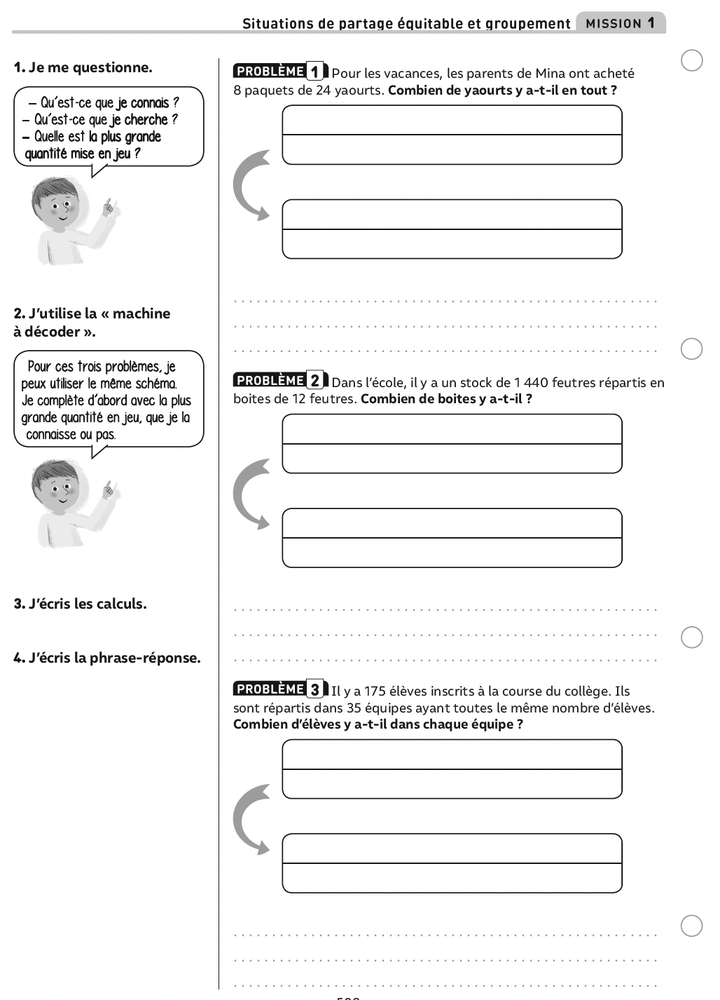 Situations de partage équitable et groupement MISSION 1
1. Je me questionne.
– Qu'est-ce que je connais ?
– Qu'est-ce que je cherche ?
– Quelle est la plus grande
quantité mise en jeu ?
2. J'utilise la « machine
à décoder ».
Pour ces trois problèmes, je
peux utiliser le même schéma.
Je complète d'abord avec la plus
grande quantité en jeu, que je la
connaisse ou pas.
3. J'écris les calculs.
4. J'écris la phrase-réponse.
PROBLÈME 1 Pour les vacances, les parents de Mina ont acheté
8 paquets de 24 yaourts. Combien de yaourts y a-t-il en tout ?
PROBLÈME 2 Dans l'école, il y a un stock de 1 440 feutres répartis en
boites de 12 feutres. Combien de boites y a-t-il ?
PROBLÈME 3 Il y a 175 élèves inscrits à la course du collège. Ils
sont répartis dans 35 équipes ayant toutes le même nombre d'élèves.
Combien d'élèves y a-t-il dans chaque équipe ?